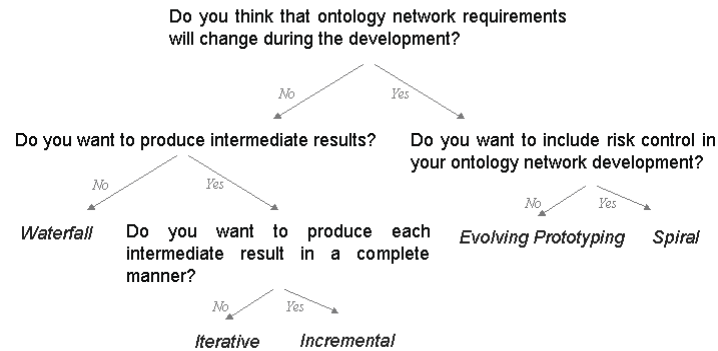 Do you think that ontology network requirements
will change during the development?
No
Yes
Do you want to produce intermediate results?
Do you want to include risk control in
your ontology network development?
No
Yes
No
Yes
Waterfall
Do you want to produce each
intermediate result in a complete
manner?
Evolving Prototyping
Spiral
No
Yes
Iterative
Incremental